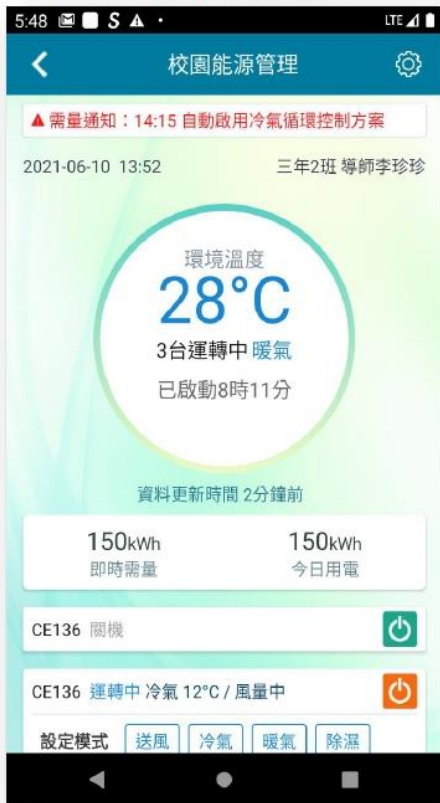 5:48 S LTE
校園能源管理
需量通知：14:15 自動啟用冷氣循環控制方案
2021-06-10 13:52 三年2班 導師李珍珍
環境溫度
28°C
3台運轉中 暖氣
已啟動8時11分
資料更新時間 2分鐘前
150kWh 150kWh
即時需量 今日用電
CE136 關機
CE136 運轉中 冷氣 12°C / 風量中
設定模式 送風 冷氣 暖氣 除濕